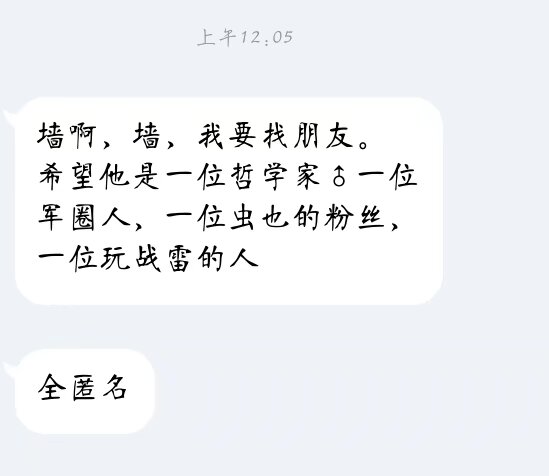 上午12:05
墙啊，墙，我要找朋友。
希望他是一位哲学家♂一位
军圈人，一位虫也的粉丝，
一位玩战雷的人
全匿名